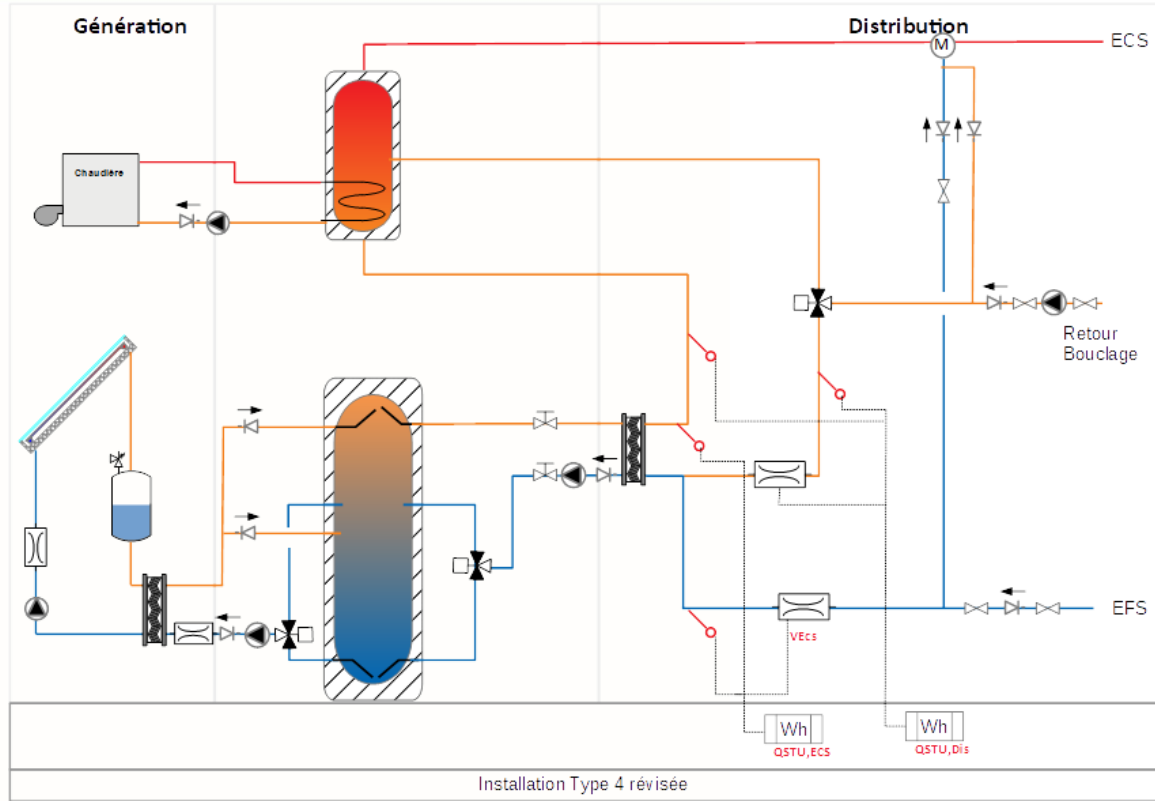 Génération
Distribution
M
ECS
Chaudière
Retour
Bouclage
EFS
VEcs
Wh
QSTU,ECS
Wh
QSTU,Dis
Installation Type 4 révisée